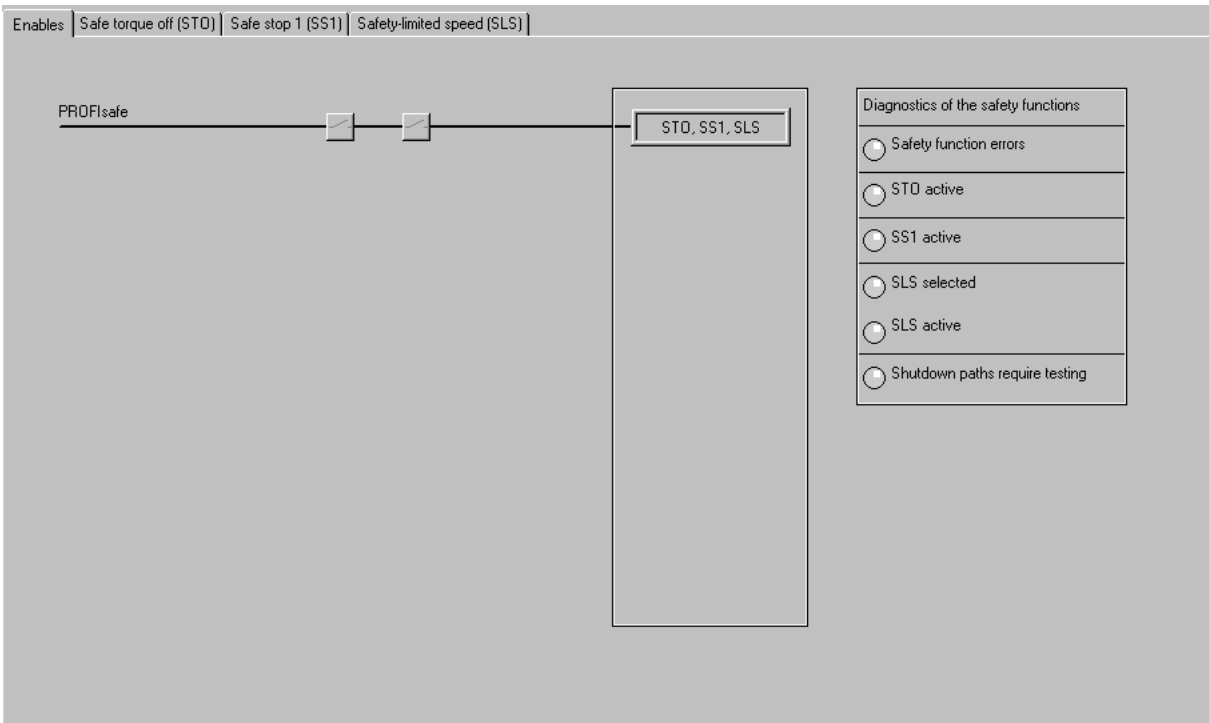 Enables
Safe torque off (STO)
Safe stop 1 (SS1)
Safety-limited speed (SLS)
PROFIsafe
STO, SS1, SLS
Diagnostics of the safety functions
Safety function errors
STO active
SS1 active
SLS selected
SLS active
Shutdown paths require testing